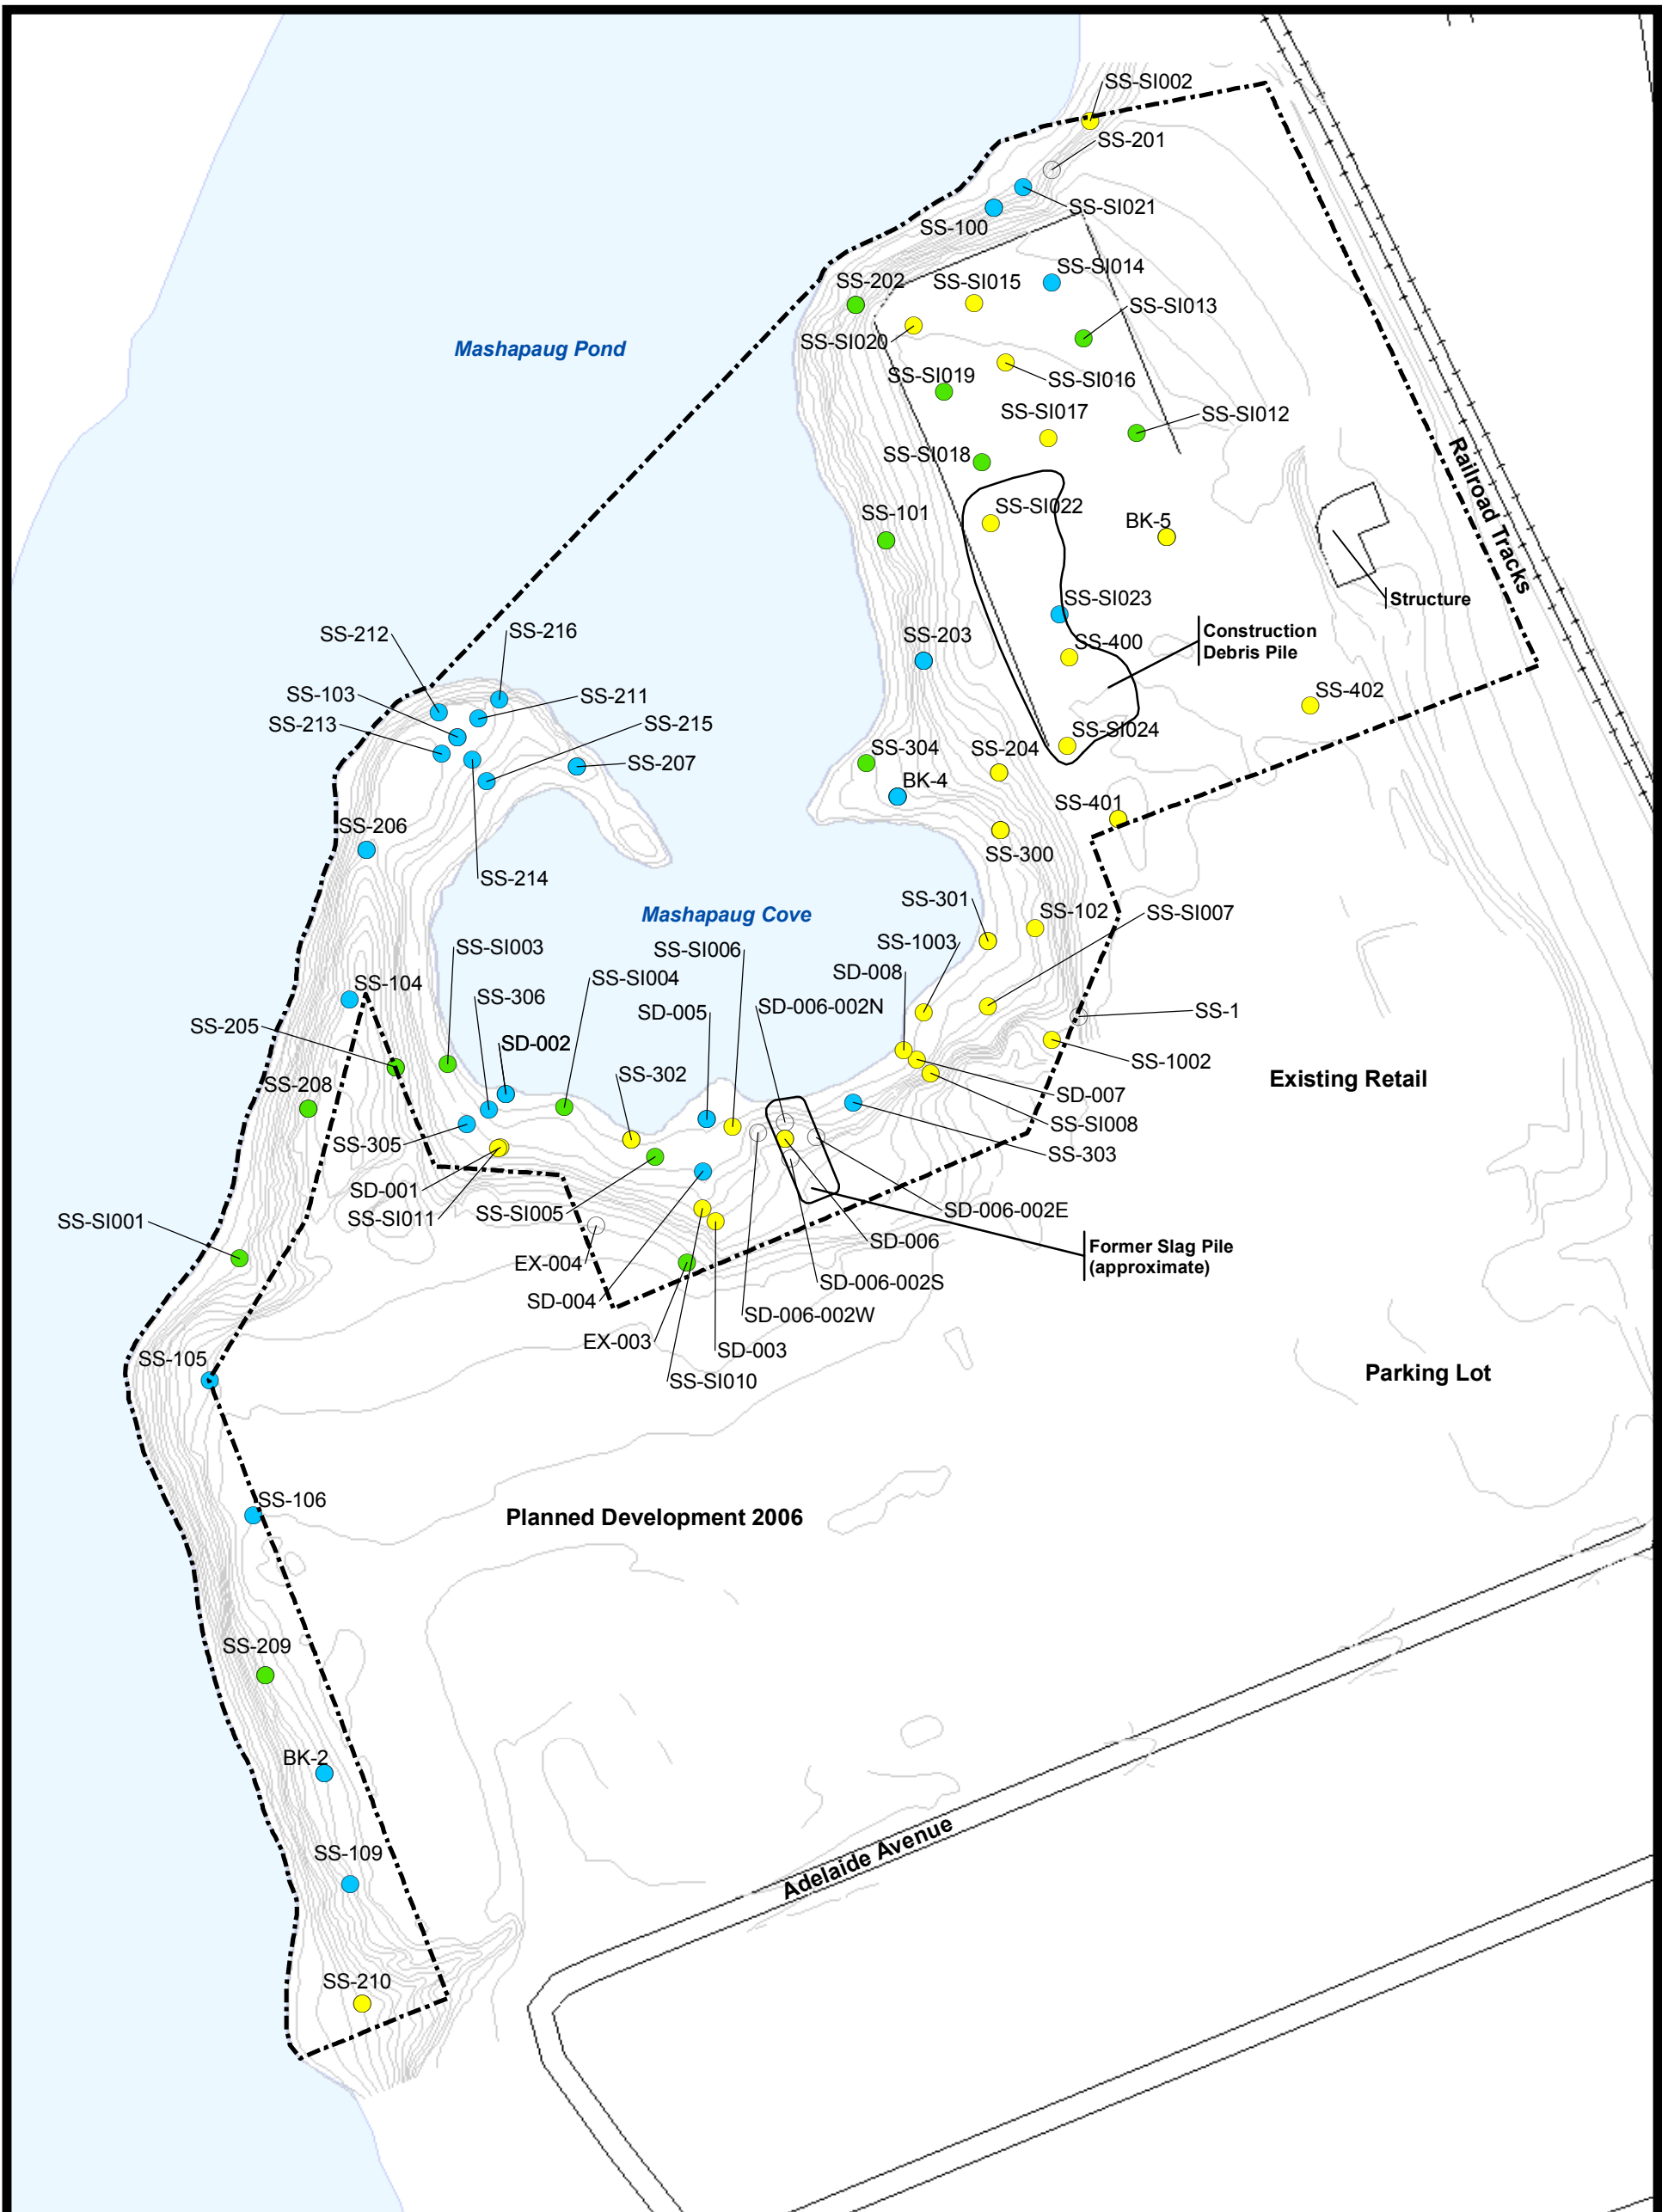 SS-SI002
SS-201
SS-SI021
SS-100
SS-SI014
SS-202
SS-SI015
SS-SI013
SS-SI020
Mashapaug Pond
SS-SI019
SS-SI016
SS-SI017
SS-SI012
SS-SI018
Railroad Tracks
SS-SI022
SS-101
BK-5
Structure
SS-SI023
SS-203
SS-400
Construction
Debris Pile
SS-212
SS-216
SS-103
SS-211
SS-213
SS-215
SS-402
SS-SI024
SS-304
SS-204
SS-207
BK-4
SS-401
SS-206
SS-300
SS-214
SS-301
Mashapaug Cove
SS-102
SS-SI007
SS-SI003
SS-SI006
SS-1003
SD-008
SS-104
SS-306
SS-SI004
SD-005
SD-006-002N
SS-1
SS-205
SD-002
SS-1002
SS-302
SS-208
Existing Retail
SD-007
SS-SI008
SS-305
SS-303
SD-001
SS-SI011
SS-SI005
SD-006-002E
SS-SI001
SD-006
Former Slag Pile
(approximate)
EX-004
SD-006-002S
SD-004
SD-006-002W
EX-003
SD-003
SS-105
SS-SI010
Parking Lot
SS-106
Planned Development 2006
SS-209
BK-2
SS-109
Adelaide Avenue
SS-210